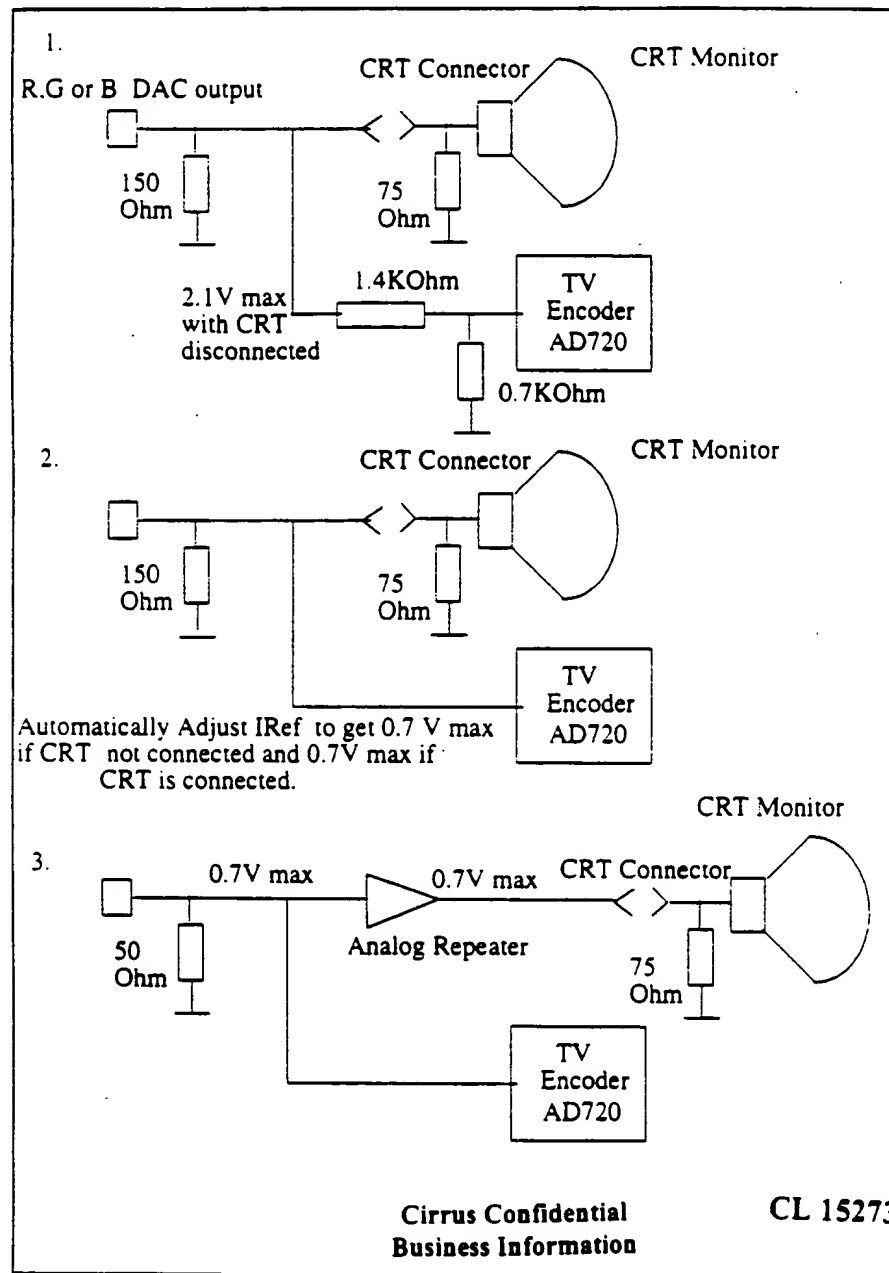 1.
CRT Connector
CRT Monitor
R.G or B DAC output
150
Ohm
75
Ohm
2.1V max
with CRT
disconnected
1.4KOhm
TV
Encoder
AD720
0.7KOhm
2.
CRT Connector
CRT Monitor
150
Ohm
75
Ohm
TV
Encoder
AD720
Automatically Adjust IRef to get 0.7 V max
if CRT not connected and 0.7V max if
CRT is connected.
3.
CRT Monitor
0.7V max
0.7V max
CRT Connector
50
Ohm
Analog Repeater
75
Ohm
TV
Encoder
AD720
Cirrus Confidential
Business Information
CL 15273